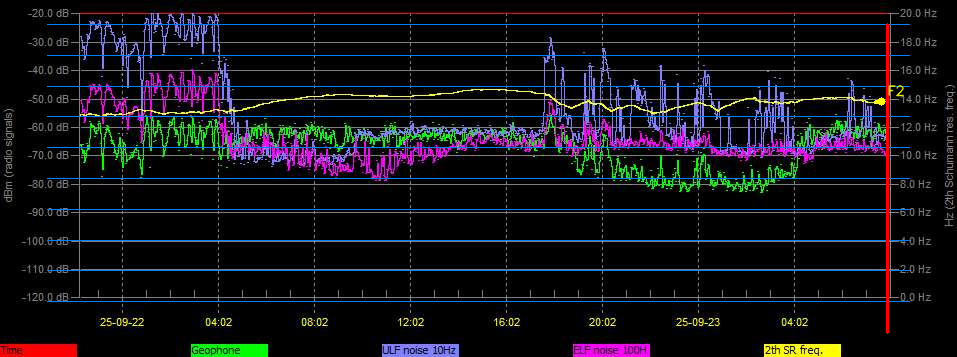 -20.0 dB 20.0 Hz
-30.0 dB 18.0 Hz
-40.0 dB 16.0 Hz
-50.0 dB 14.0 Hz
F2
-60.0 dB 12.0 Hz
-70.0 dB 10.0 Hz
-80.0 dB 8.0 Hz
-90.0 dB 6.0 Hz
-100.0 dB 4.0 Hz
-110.0 dB 2.0 Hz
-120.0 dB 0.0 Hz
dBm (radio signals)
Hz (2th Schumann res. freq.)
25-09-22 04:02 08:02 12:02 16:02 20:02 25-09-23 04:02
Time Geophone ULF noise 10Hz ELF noise 100H 2th SR freq.